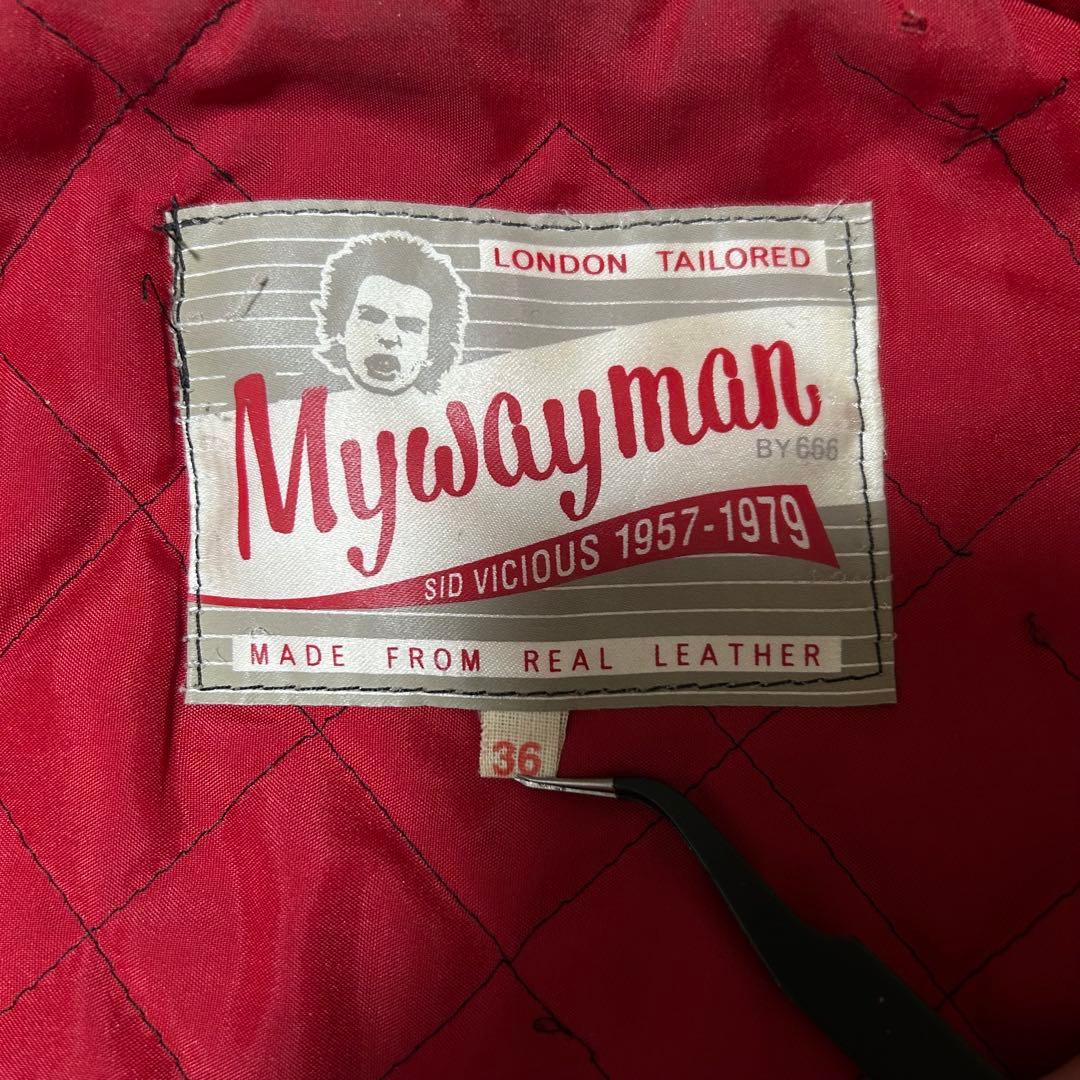 LONDON TAILORED
Mywayman
BY 666
SID VICIOUS 1957-1979
MADE FROM REAL LEATHER
36